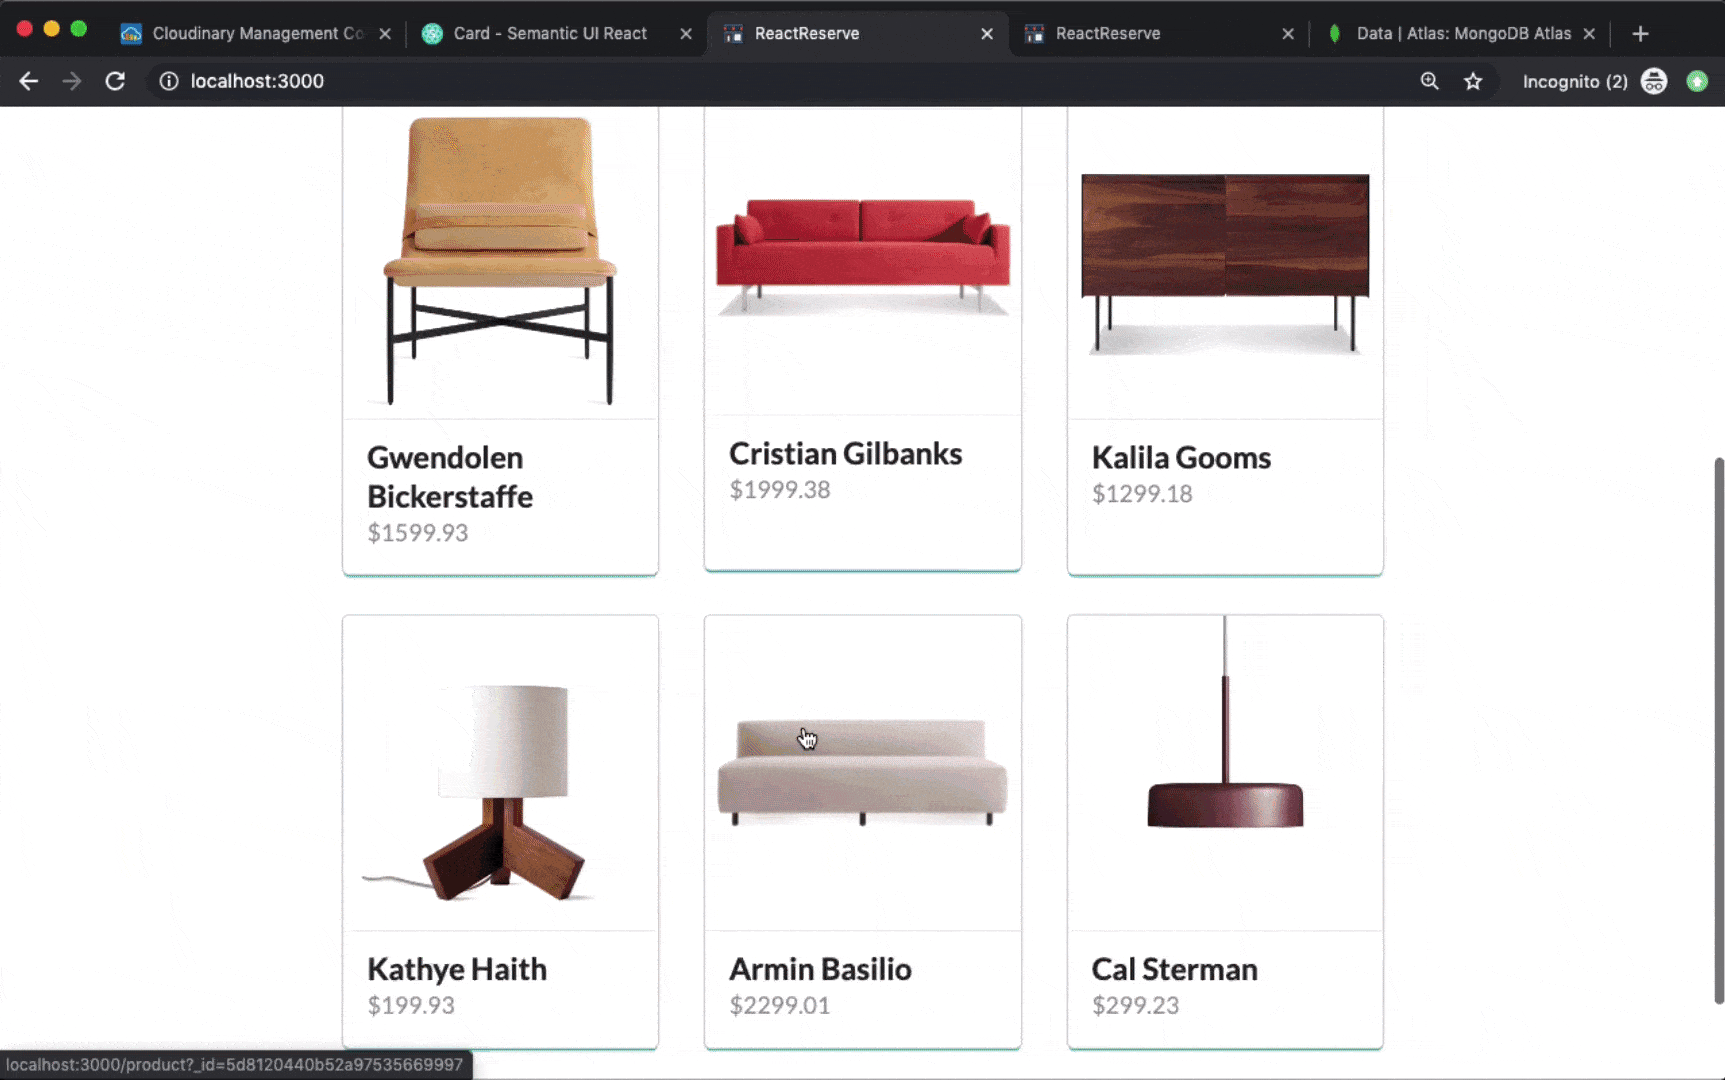 Cloudinary Management Co
Card - Semantic UI React
ReactReserve
ReactReserve
Data | Atlas: MongoDB Atlas
localhost:3000
Incognito (2)
Gwendolen
Bickerstaffe
$1599.93
Cristian Gilbanks
$1999.38
Kalila Gooms
$1299.18
Kathye Haith
$199.93
Armin Basilio
$2299.01
Cal Sterman
$299.23
localhost:3000/product?_id=5d8120440b52a97535669997